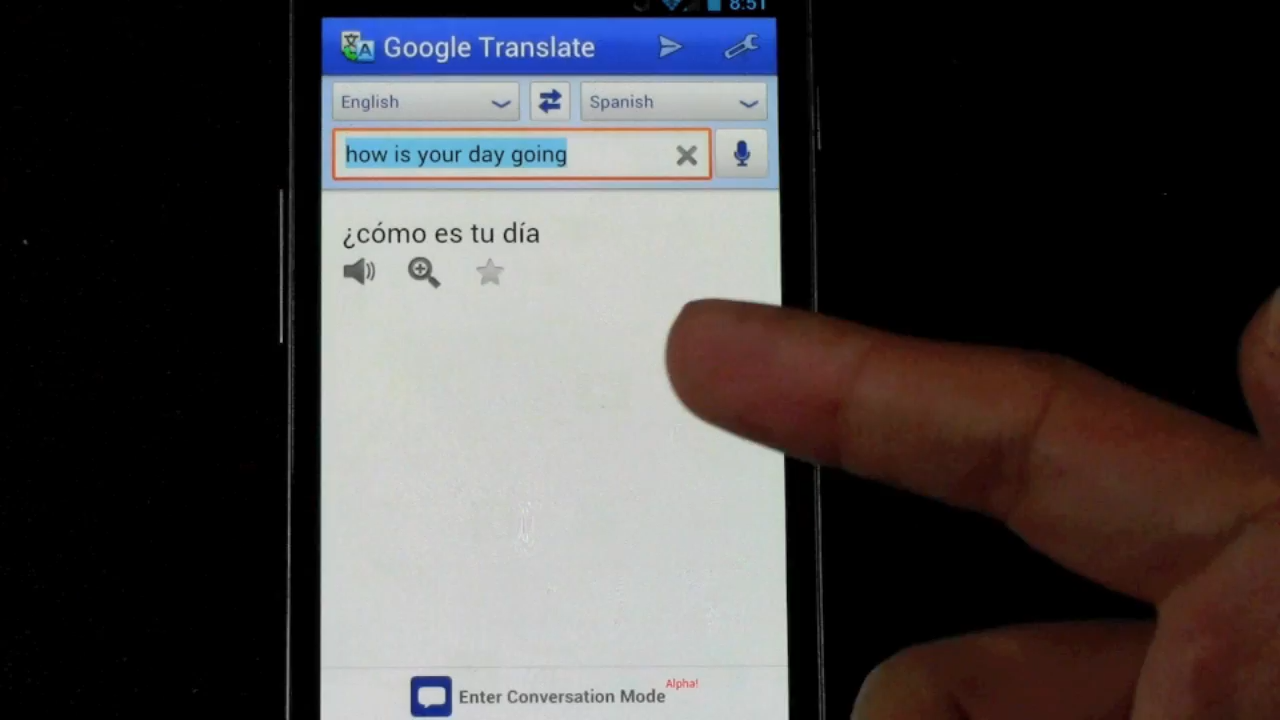 8:51
Google Translate
English
Spanish
how is your day going
¿cómo es tu día
Enter Conversation Mode Alpha!